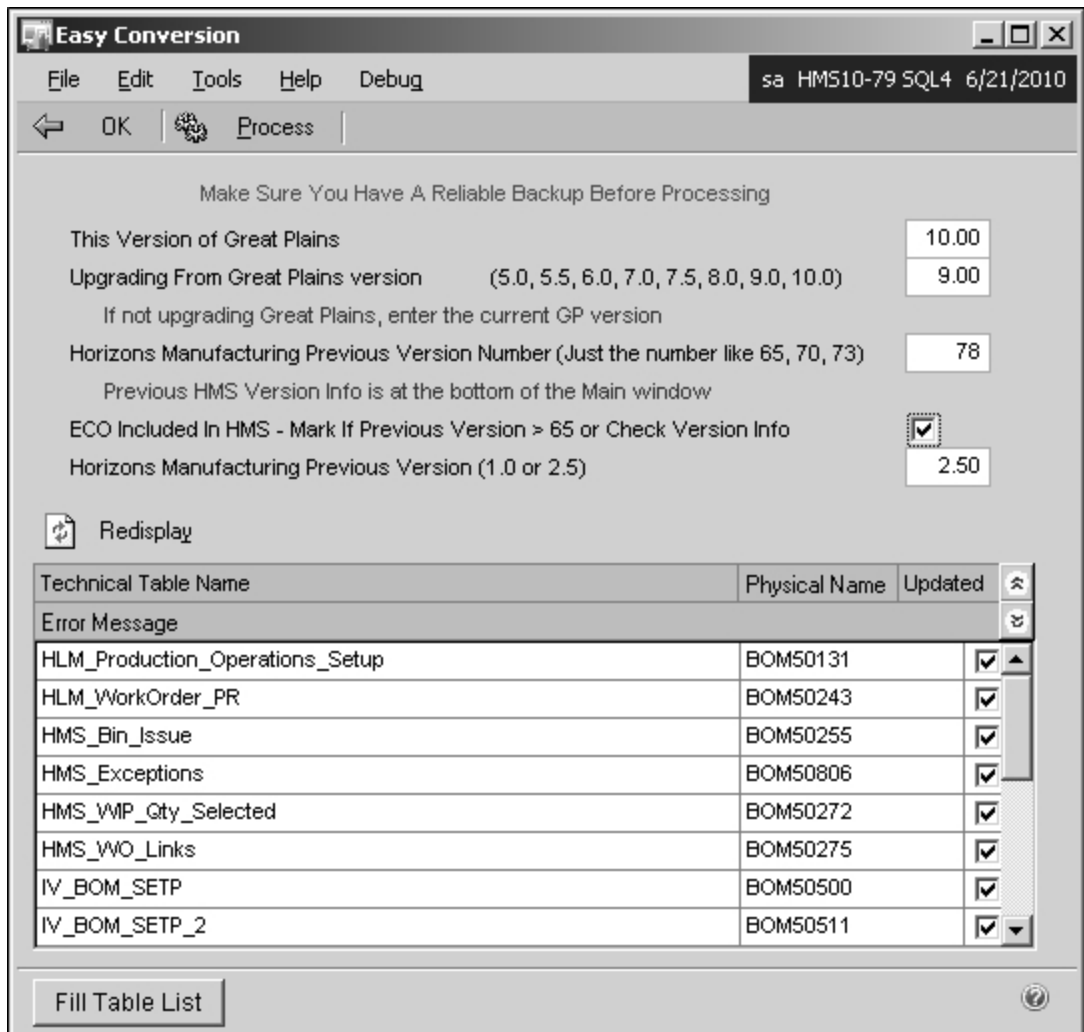 Easy Conversion
File Edit Tools Help Debug sa HMS10-79 SQL4 6/21/2010
OK Process
Make Sure You Have A Reliable Backup Before Processing
This Version of Great Plains 10.00
Upgrading From Great Plains version (5.0, 5.5, 6.0, 7.0, 7.5, 8.0, 9.0, 10.0) 9.00
If not upgrading Great Plains, enter the current GP version
Horizons Manufacturing Previous Version Number (Just the number like 65, 70, 73) 78
Previous HMS Version Info is at the bottom of the Main window
ECO Included In HMS - Mark If Previous Version > 65 or Check Version Info
Horizons Manufacturing Previous Version (1.0 or 2.5) 2.50
Redisplay
Technical Table Name Physical Name Updated
Error Message
HLM_Production_Operations_Setup BOM50131
HLM_WorkOrder_PR BOM50243
HMS_Bin_Issue BOM50255
HMS_Exceptions BOM50806
HMS_WIP_Qty_Selected BOM50272
HMS_WO_Links BOM50275
IV_BOM_SETP BOM50500
IV_BOM_SETP_2 BOM50511
Fill Table List